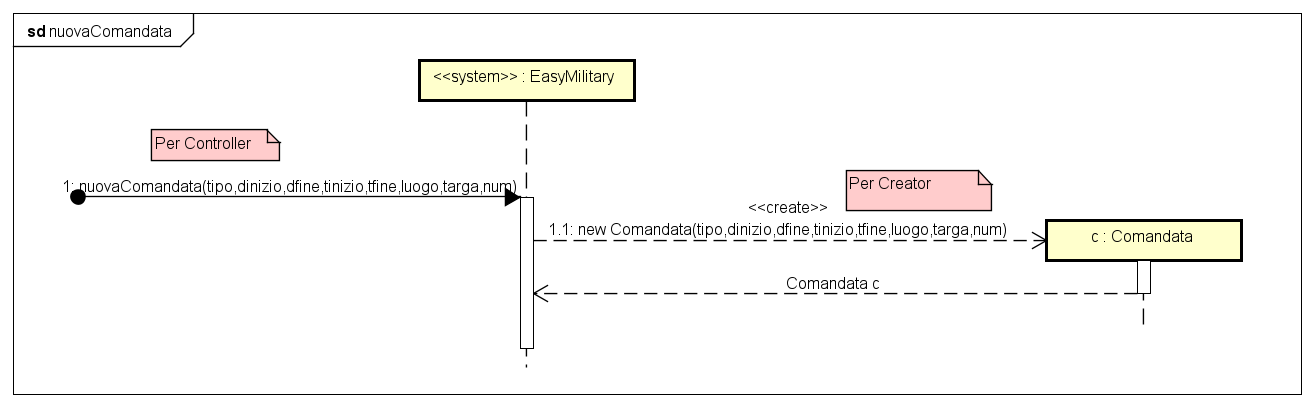 sd nuovaComandata
<<system>> : EasyMilitary
Per Controller
1: nuovaComandata(tipo,dinizio,dfine,tinizio,tfine,luogo,targa,num)
Per Creator
<<create>>
1.1: new Comandata(tipo,dinizio,dfine,tinizio,tfine,luogo,targa,num)
c : Comandata
Comandata c